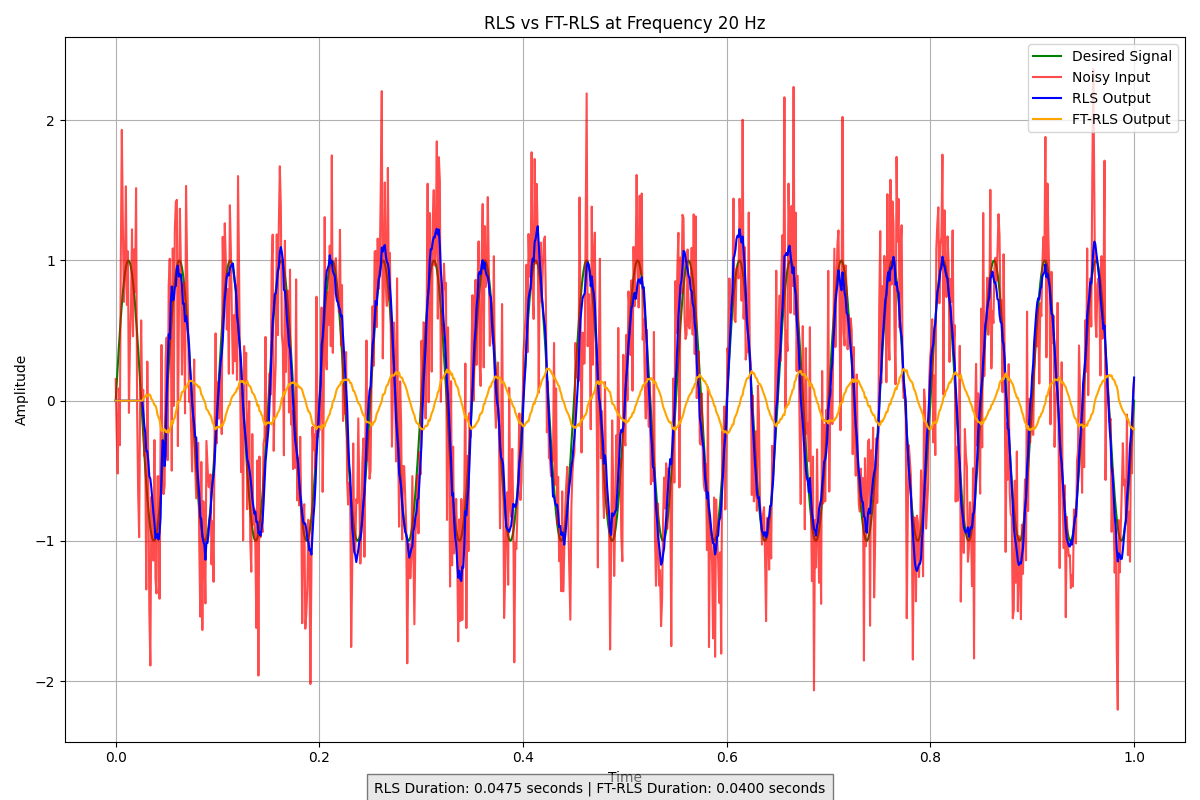 RLS vs FT-RLS at Frequency 20 Hz
Desired Signal
Noisy Input
RLS Output
FT-RLS Output
Amplitude
2
1
0
−1
−2
0.0 0.2 0.4 0.6 0.8 1.0
Time
RLS Duration: 0.0475 seconds | FT-RLS Duration: 0.0400 seconds